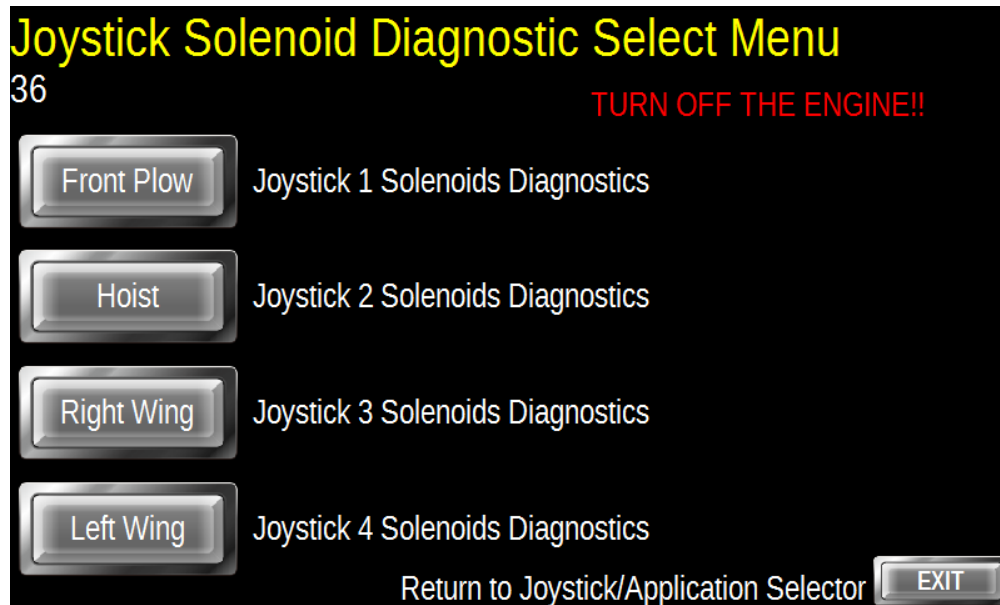 Joystick Solenoid Diagnostic Select Menu
36
TURN OFF THE ENGINE!!
Front Plow Joystick 1 Solenoids Diagnostics
Hoist Joystick 2 Solenoids Diagnostics
Right Wing Joystick 3 Solenoids Diagnostics
Left Wing Joystick 4 Solenoids Diagnostics
Return to Joystick/Application Selector EXIT